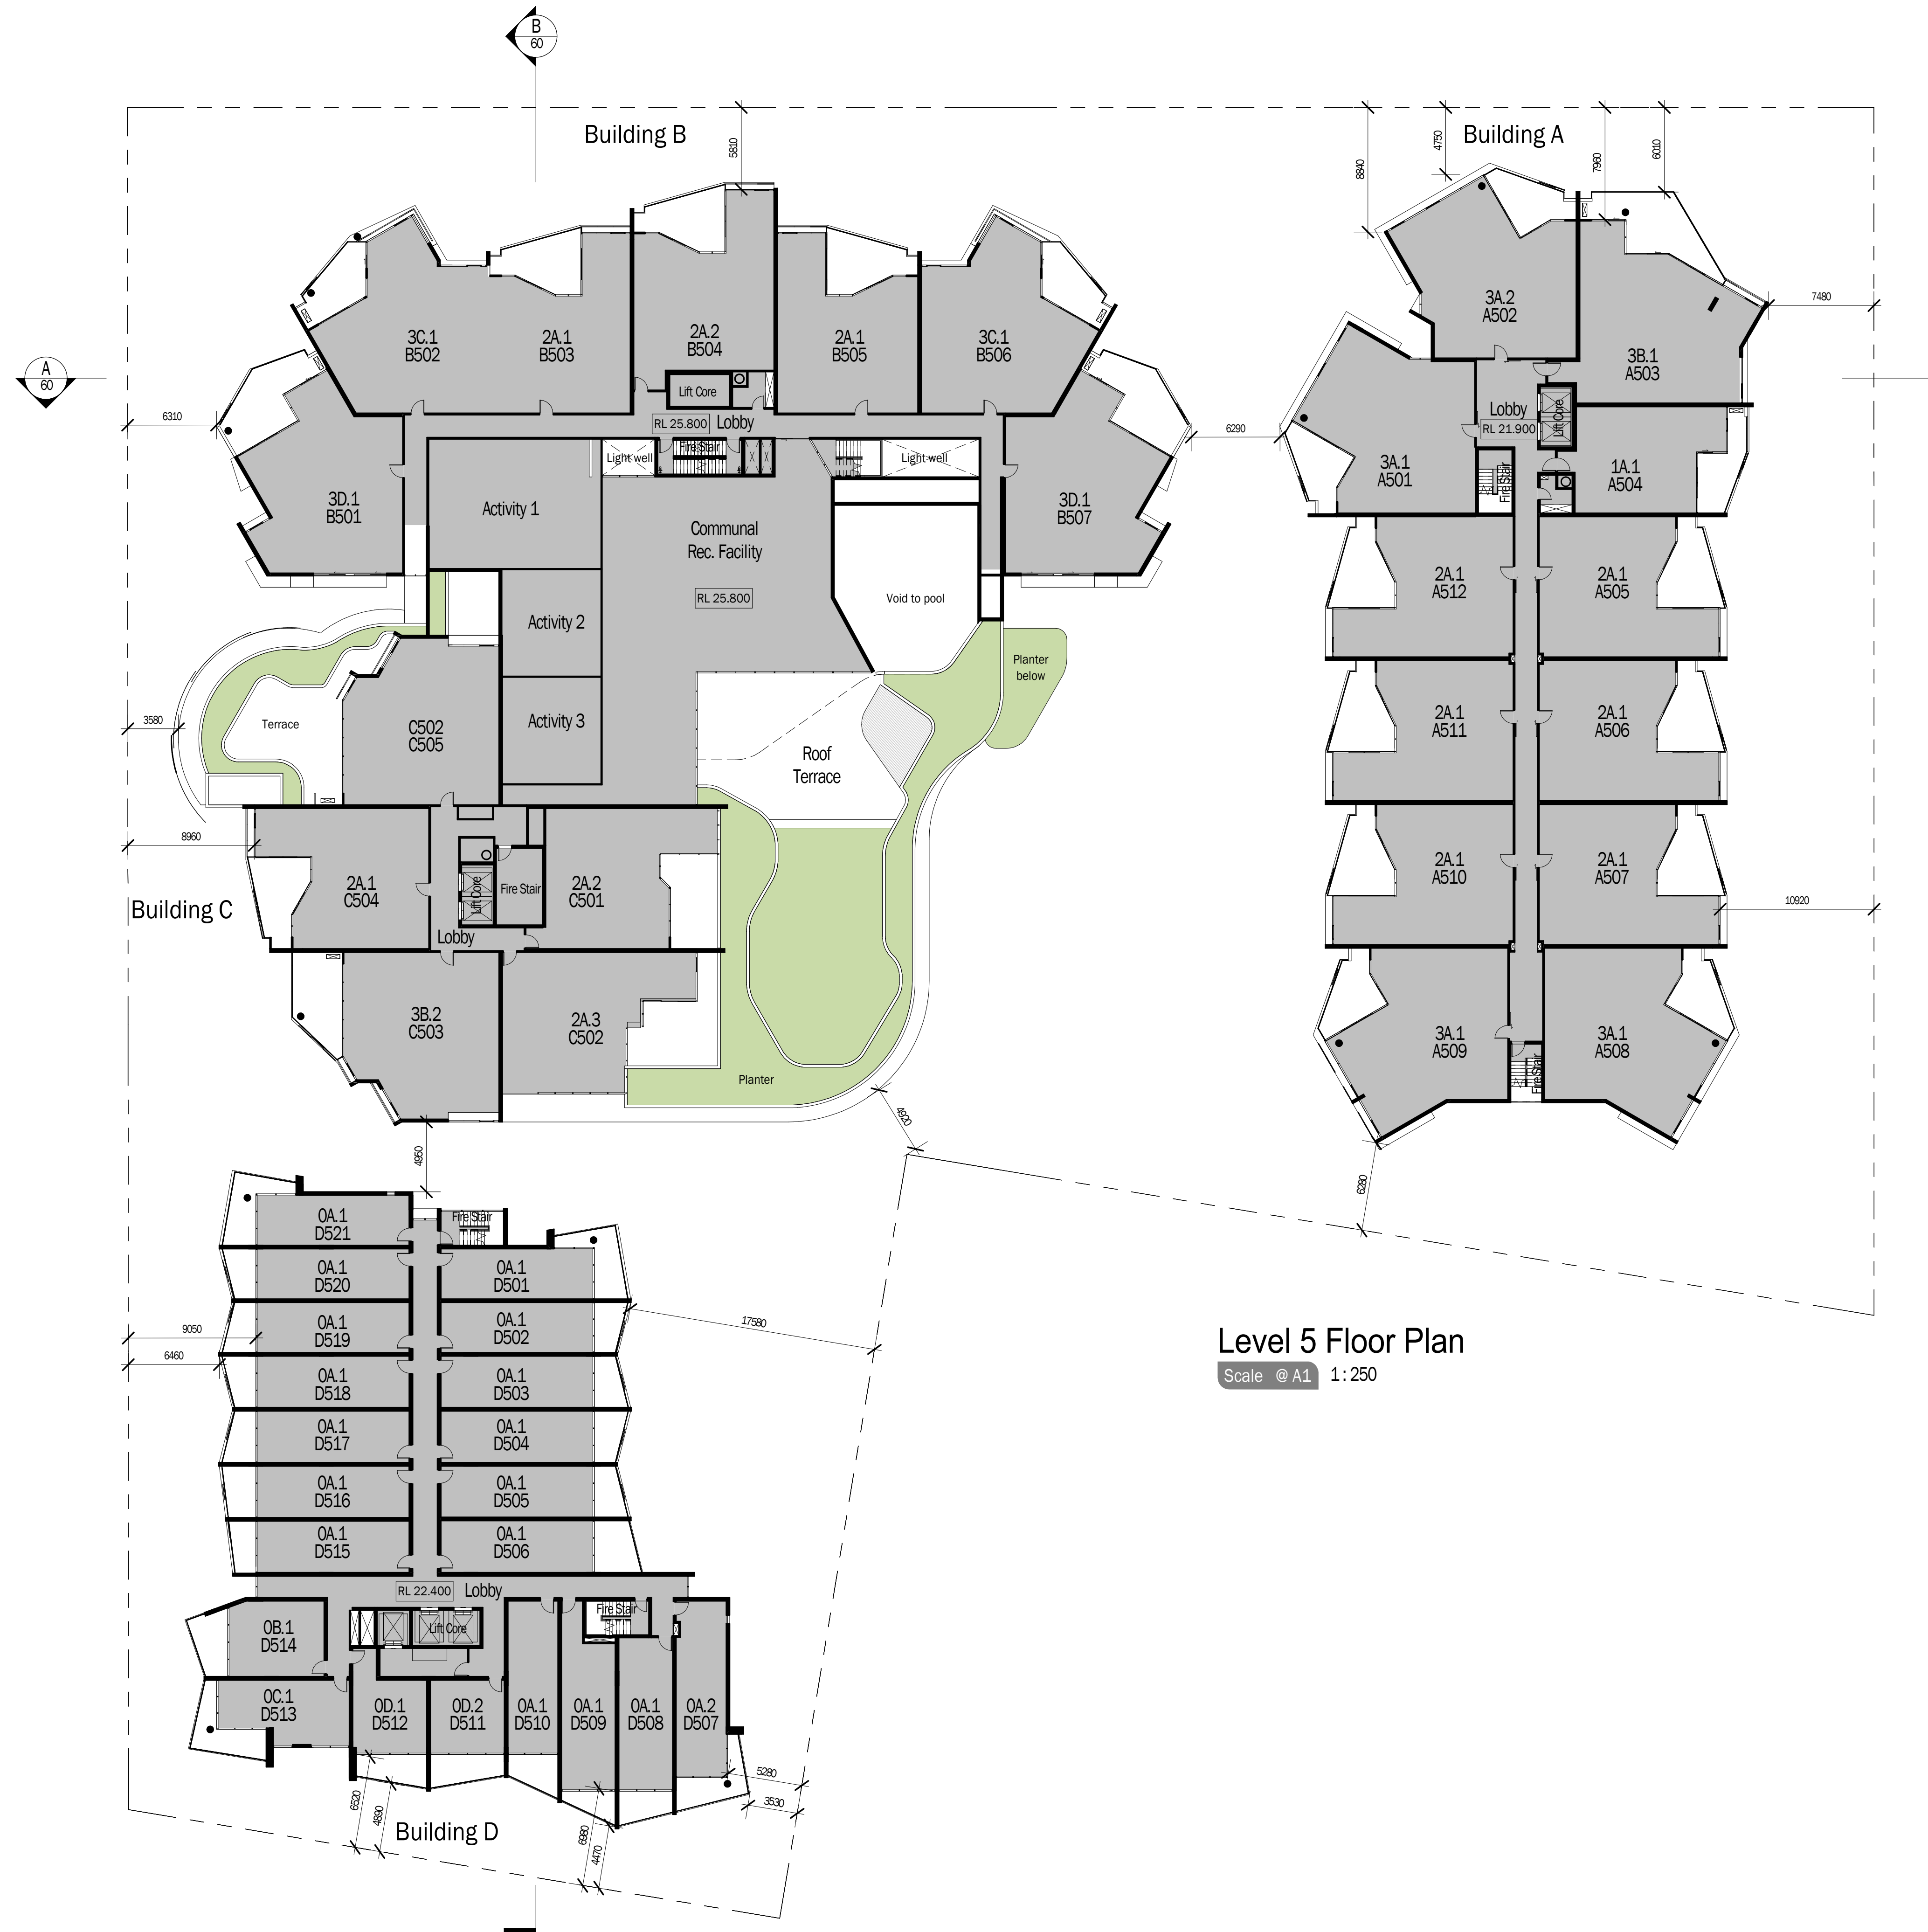 B
60
Building B
Building A
5810
8840
4750
7960
6010
7480
A
60
6310
6290
3C.1
B502
2A.1
B503
2A.2
B504
2A.1
B505
3C.1
B506
Lift Core
RL 25.800
Lobby
Light well
Fire Stair
Light well
3D.1
B501
Activity 1
Communal
Rec. Facility
RL 25.800
3D.1
B507
Activity 2
Void to pool
Activity 3
Planter
below
Roof
Terrace
3A.2
A502
3B.1
A503
Lobby
RL 21.900
Lift Core
3A.1
A501
Fire Stair
1A.1
A504
2A.1
A512
2A.1
A505
2A.1
A511
2A.1
A506
2A.1
A510
2A.1
A507
10920
3A.1
A509
3A.1
A508
Fire Stair
6280
3580
Terrace
C502
C505
8960
Building C
2A.1
C504
Lift Core
Fire Stair
2A.2
C501
Lobby
3B.2
C503
2A.3
C502
Planter
4920
4950
Fire Stair
0A.1
D521
0A.1
D520
0A.1
D501
0A.1
D519
0A.1
D502
9050
6460
17580
0A.1
D518
0A.1
D503
0A.1
D517
0A.1
D504
0A.1
D516
0A.1
D505
0A.1
D515
0A.1
D506
RL 22.400
Lobby
Lift Core
Fire Stair
0B.1
D514
0C.1
D513
0D.1
D512
0D.2
D511
0A.1
D510
0A.1
D509
0A.1
D508
0A.2
D507
5280
3530
6520
4890
6980
4470
Building D
Level 5 Floor Plan
Scale @ A1
1 : 250